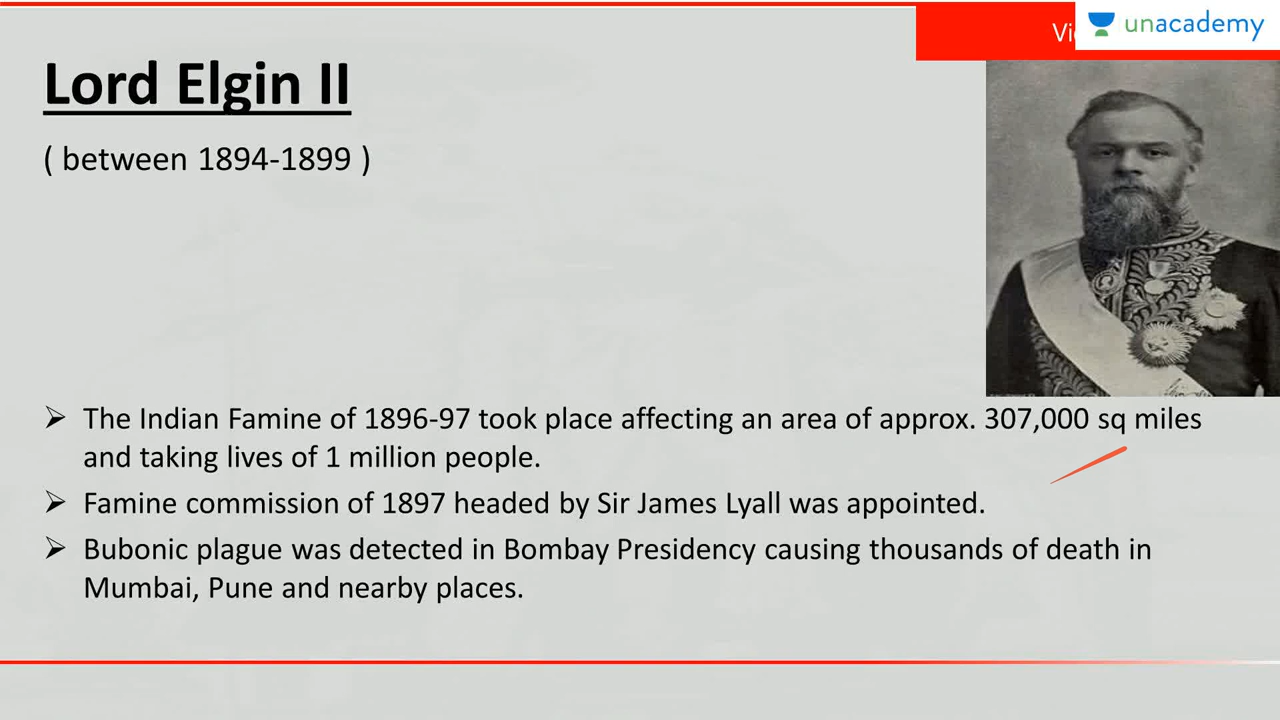 unacademy
Lord Elgin II
( between 1894-1899 )
➢ The Indian Famine of 1896-97 took place affecting an area of approx. 307,000 sq miles
and taking lives of 1 million people.
➢ Famine commission of 1897 headed by Sir James Lyall was appointed.
➢ Bubonic plague was detected in Bombay Presidency causing thousands of death in
Mumbai, Pune and nearby places.